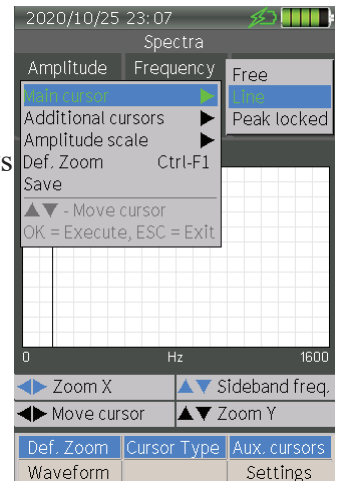 2020/10/25 23:07
Spectra
Amplitude Frequency
Main cursor
Additional cursors
Amplitude scale
Def. Zoom Ctrl-F1
Save
▲▼ - Move cursor
OK = Execute, ESC = Exit
Free
Line
Peak locked
s
0 Hz 1600
◀▶ Zoom X ▲▼ Sideband freq.
◀▶ Move cursor ▲▼ Zoom Y
Def. Zoom Cursor Type Aux. cursors
Waveform Settings